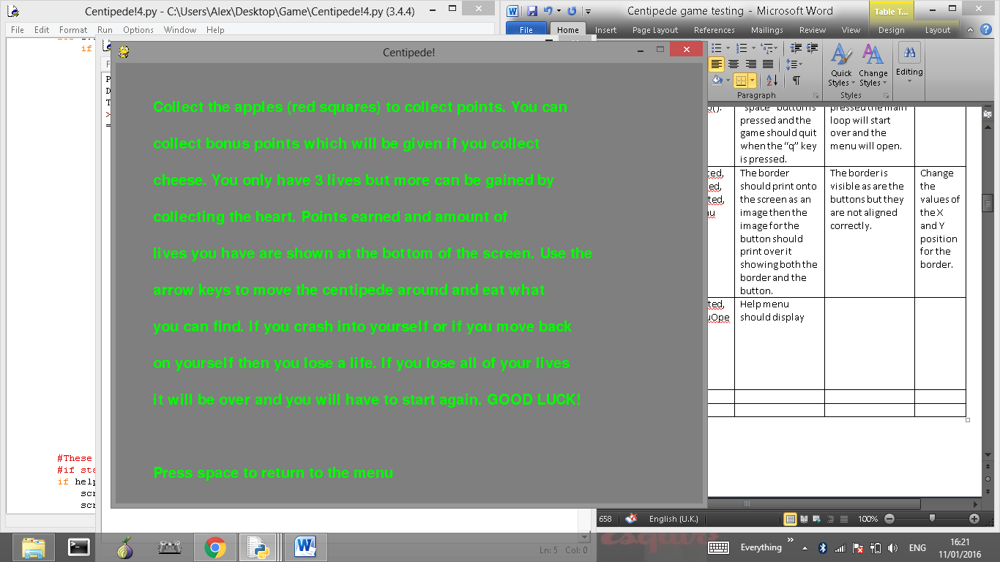 Centipede!4.py - C:\Users\Alex\Desktop\Game\Centipede!4.py (3.4.4)
File Edit Format Run Options Window Help
if
#These
#if sta
if help
scr
scr
F
P
D
T
>
=
Ln: 5 Col: 0
Centipede!
Collect the apples (red squares) to collect points. You can
collect bonus points which will be given if you collect
cheese. You only have 3 lives but more can be gained by
collecting the heart. Points earned and amount of
lives you have are shown at the bottom of the screen. Use the
arrow keys to move the centipede around and eat what
you can find. If you crash into yourself or if you move back
on yourself then you lose a life. If you lose all of your lives
it will be over and you will have to start again. GOOD LUCK!
Press space to return to the menu
Centipede game testing - Microsoft Word
Table T...
File Home Insert Page Layout References Mailings Review View Design Layout
Quick Styles
Change Styles
Editing
Paragraph
Styles
p().
"space" button is
pressed and the
game should quit
when the "q" key
is pressed.
pressed the main
loop will start
over and the
menu will open.
ted,
ed,
ted,
nu
The border
should print onto
the screen as an
image then the
image for the
button should
print over it
showing both the
border and the
button.
The border is
visible as are the
buttons but they
are not aligned
correctly.
Change
the
values of
the X
and Y
position
for the
border.
ted,
uOpe
Help menu
should display
658
English (U.K.)
100%
Everything
ENG
16:21
11/01/2016